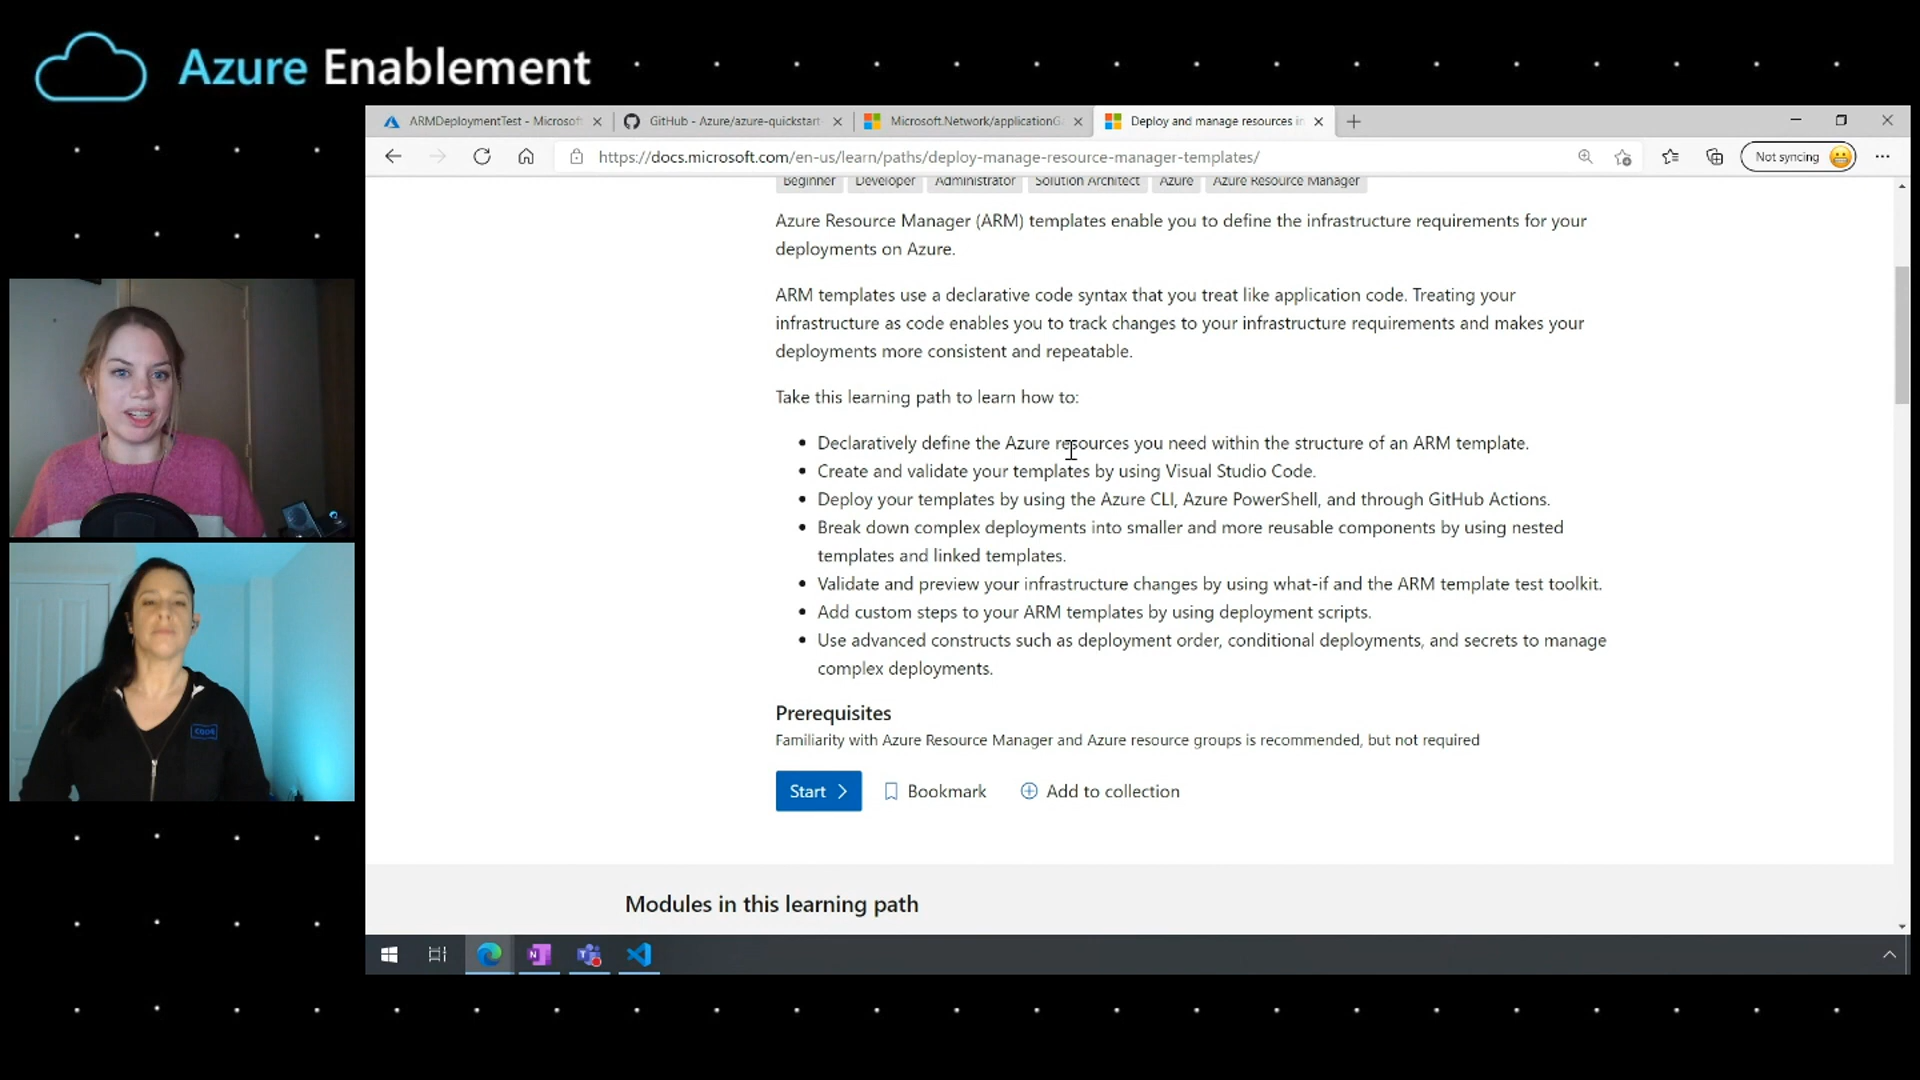 Azure Enablement
ARMDeploymentTest - Microsof
GitHub - Azure/azure-quickstart
Microsoft.Network/applicationG
Deploy and manage resources in
https://docs.microsoft.com/en-us/learn/paths/deploy-manage-resource-manager-templates/
Not syncing
Beginner Developer Administrator Solution Architect Azure Azure Resource Manager
Azure Resource Manager (ARM) templates enable you to define the infrastructure requirements for your
deployments on Azure.
ARM templates use a declarative code syntax that you treat like application code. Treating your
infrastructure as code enables you to track changes to your infrastructure requirements and makes your
deployments more consistent and repeatable.
Take this learning path to learn how to:
• Declaratively define the Azure resources you need within the structure of an ARM template.
• Create and validate your templates by using Visual Studio Code.
• Deploy your templates by using the Azure CLI, Azure PowerShell, and through GitHub Actions.
• Break down complex deployments into smaller and more reusable components by using nested
templates and linked templates.
• Validate and preview your infrastructure changes by using what-if and the ARM template test toolkit.
• Add custom steps to your ARM templates by using deployment scripts.
• Use advanced constructs such as deployment order, conditional deployments, and secrets to manage
complex deployments.
Prerequisites
Familiarity with Azure Resource Manager and Azure resource groups is recommended, but not required
Start
Bookmark
Add to collection
Modules in this learning path